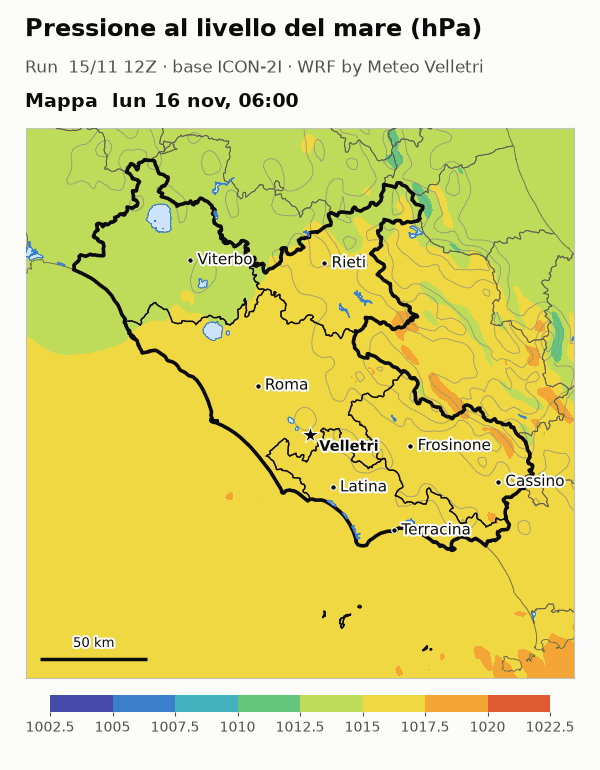 Pressione al livello del mare (hPa)
Run  15/11 12Z · base ICON-2I · WRF by Meteo Velletri
Mappa  lun 16 nov, 06:00
Viterbo
Rieti
Roma
Velletri
Frosinone
Latina
Cassino
Terracina
50 km
1002.5 1005 1007.5 1010 1012.5 1015 1017.5 1020 1022.5